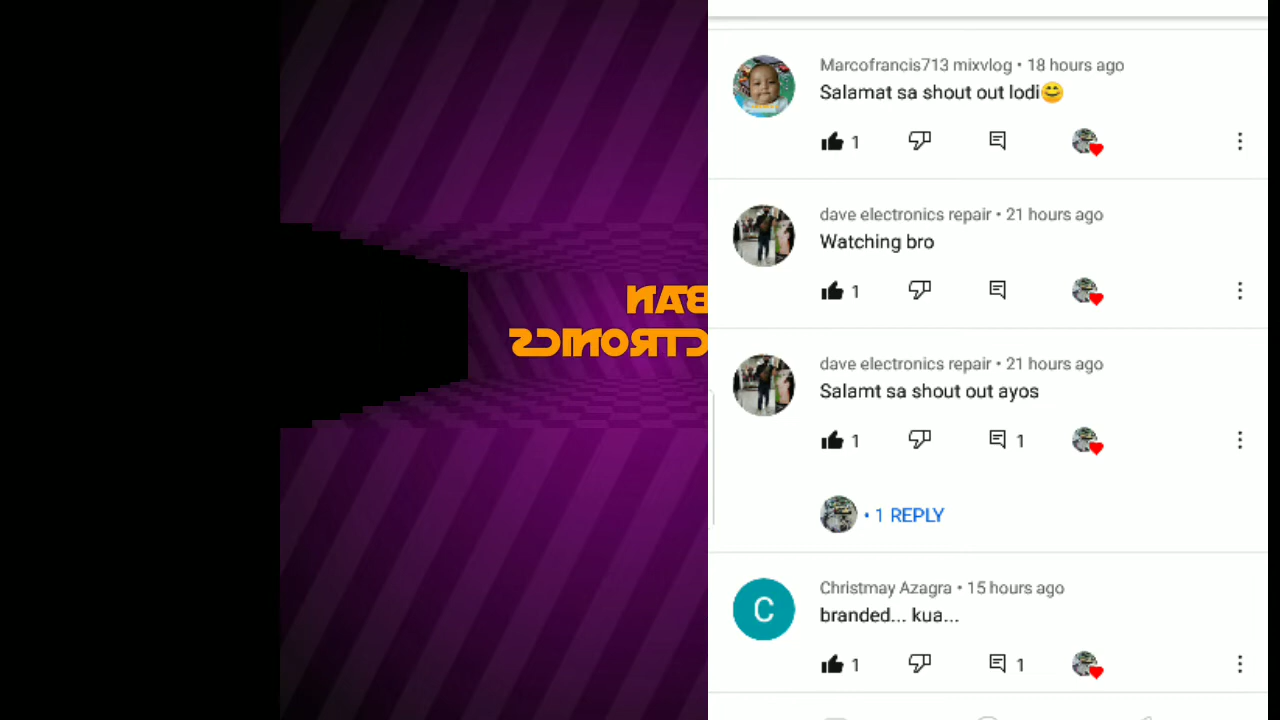 BAN
CTRONICS
Marcofrancis713 mixvlog • 18 hours ago
Salamat sa shout out lodi😊
1
dave electronics repair • 21 hours ago
Watching bro
1
dave electronics repair • 21 hours ago
Salamt sa shout out ayos
1 1
• 1 REPLY
C
Christmay Azagra • 15 hours ago
branded... kua...
1 1